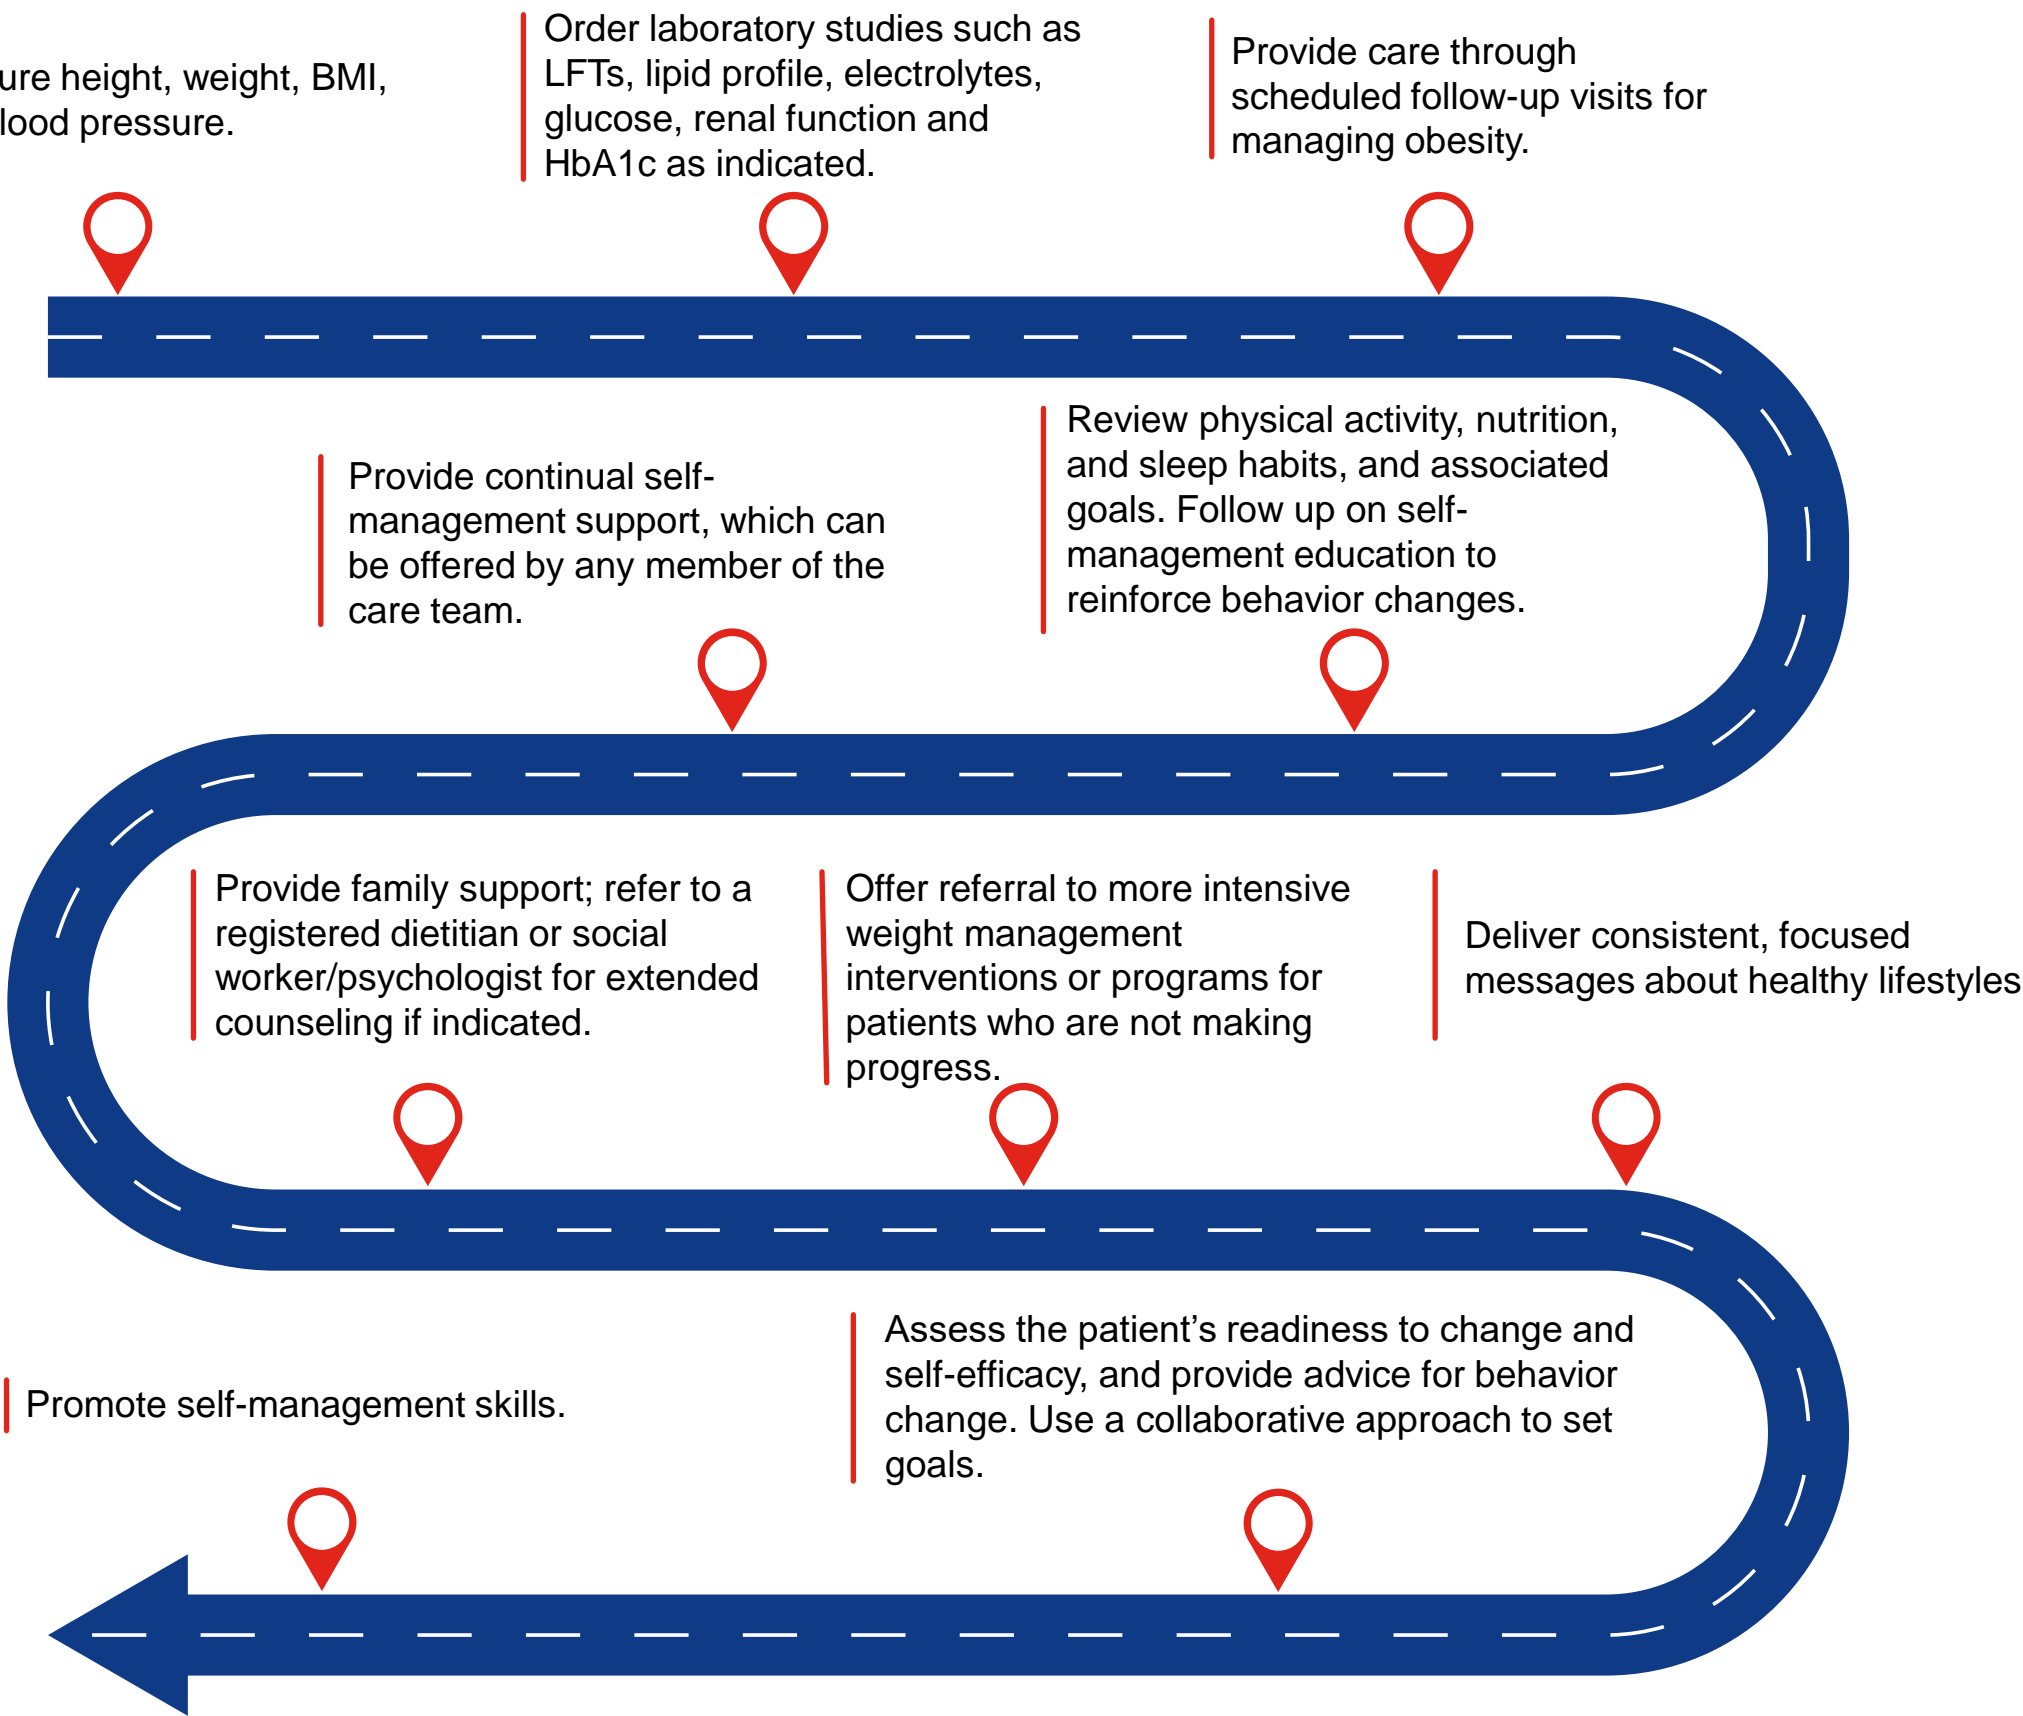 ure height, weight, BMI,
lood pressure.
Order laboratory studies such as
LFTs, lipid profile, electrolytes,
glucose, renal function and
HbA1c as indicated.
Provide care through
scheduled follow-up visits for
managing obesity.
Provide continual self-
management support, which can
be offered by any member of the
care team.
Review physical activity, nutrition,
and sleep habits, and associated
goals. Follow up on self-
management education to
reinforce behavior changes.
Provide family support; refer to a
registered dietitian or social
worker/psychologist for extended
counseling if indicated.
Offer referral to more intensive
weight management
interventions or programs for
patients who are not making
progress.
Deliver consistent, focused
messages about healthy lifestyles
Promote self-management skills.
Assess the patient’s readiness to change and
self-efficacy, and provide advice for behavior
change. Use a collaborative approach to set
goals.